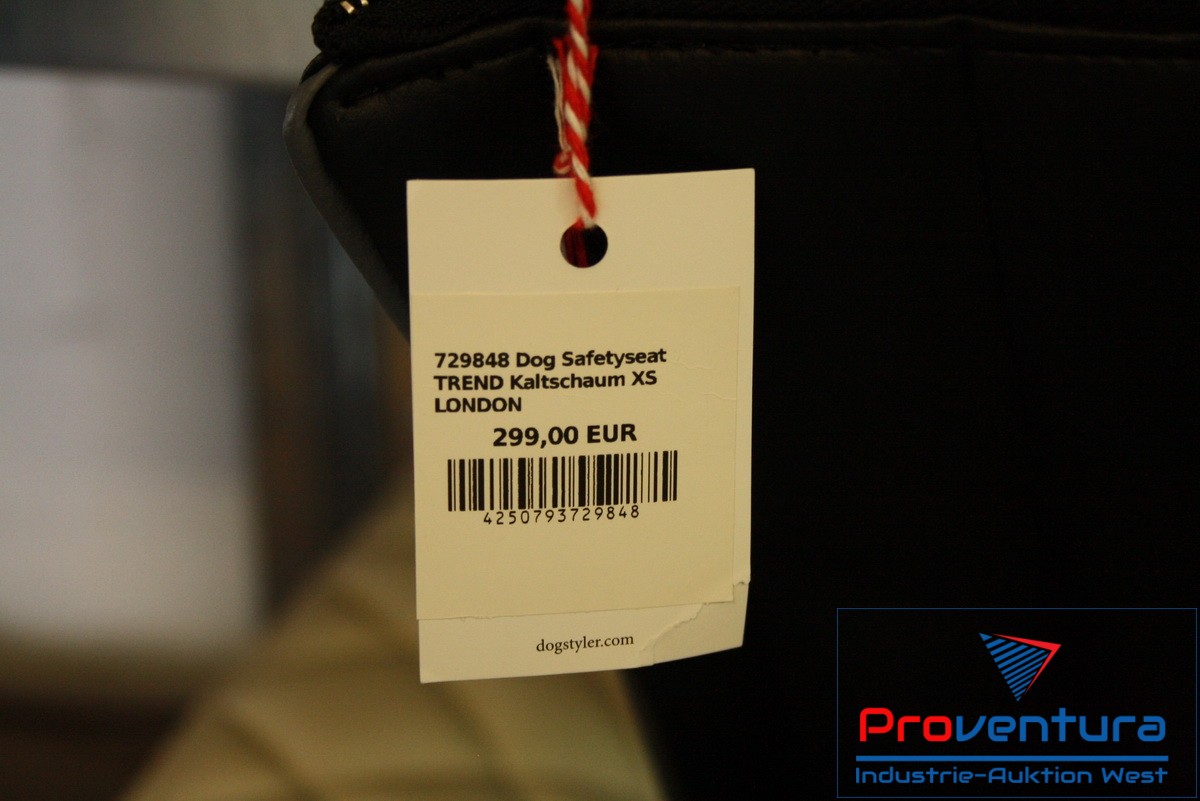 729848 Dog Safetyseat
TREND Kaltschaum XS
LONDON
299,00 EUR
4250793729848
dogstyler.com
Proventura
Industrie-Auktion West